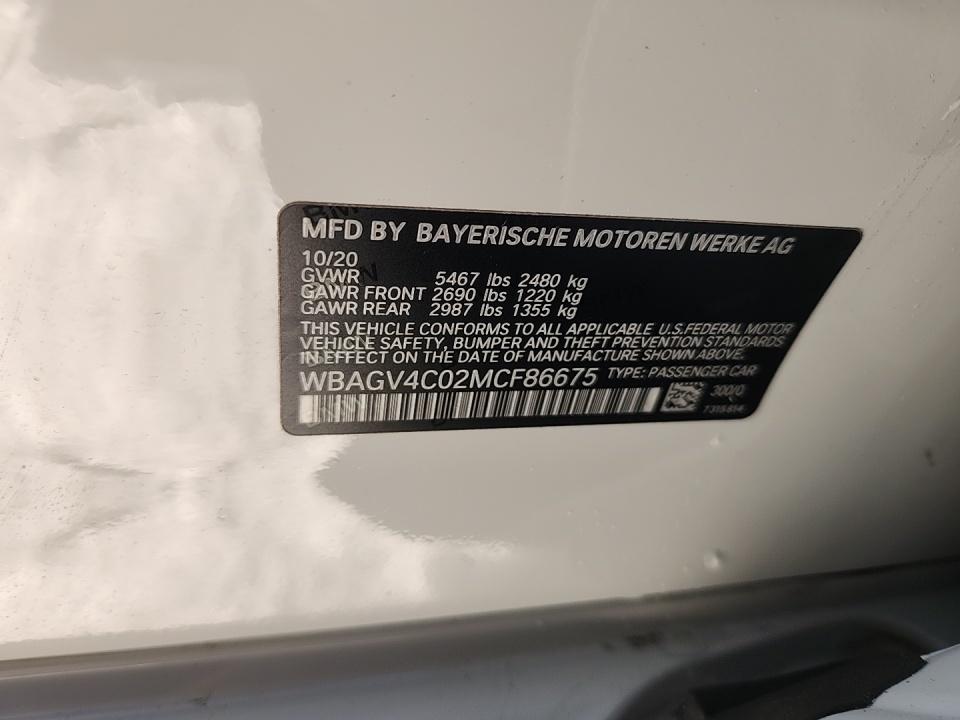 MFD BY BAYERISCHE MOTOREN WERKE AG
10/20
GVWR 5467 lbs 2480 kg
GAWR FRONT 2690 lbs 1220 kg
GAWR REAR 2987 lbs 1355 kg
THIS VEHICLE CONFORMS TO ALL APPLICABLE U.S.FEDERAL MOTOR
VEHICLE SAFETY, BUMPER AND THEFT PREVENTION STANDARDS
IN EFFECT ON THE DATE OF MANUFACTURE SHOWN ABOVE.
WBAGV4C02MCF86675 TYPE: PASSENGER CAR
300/0